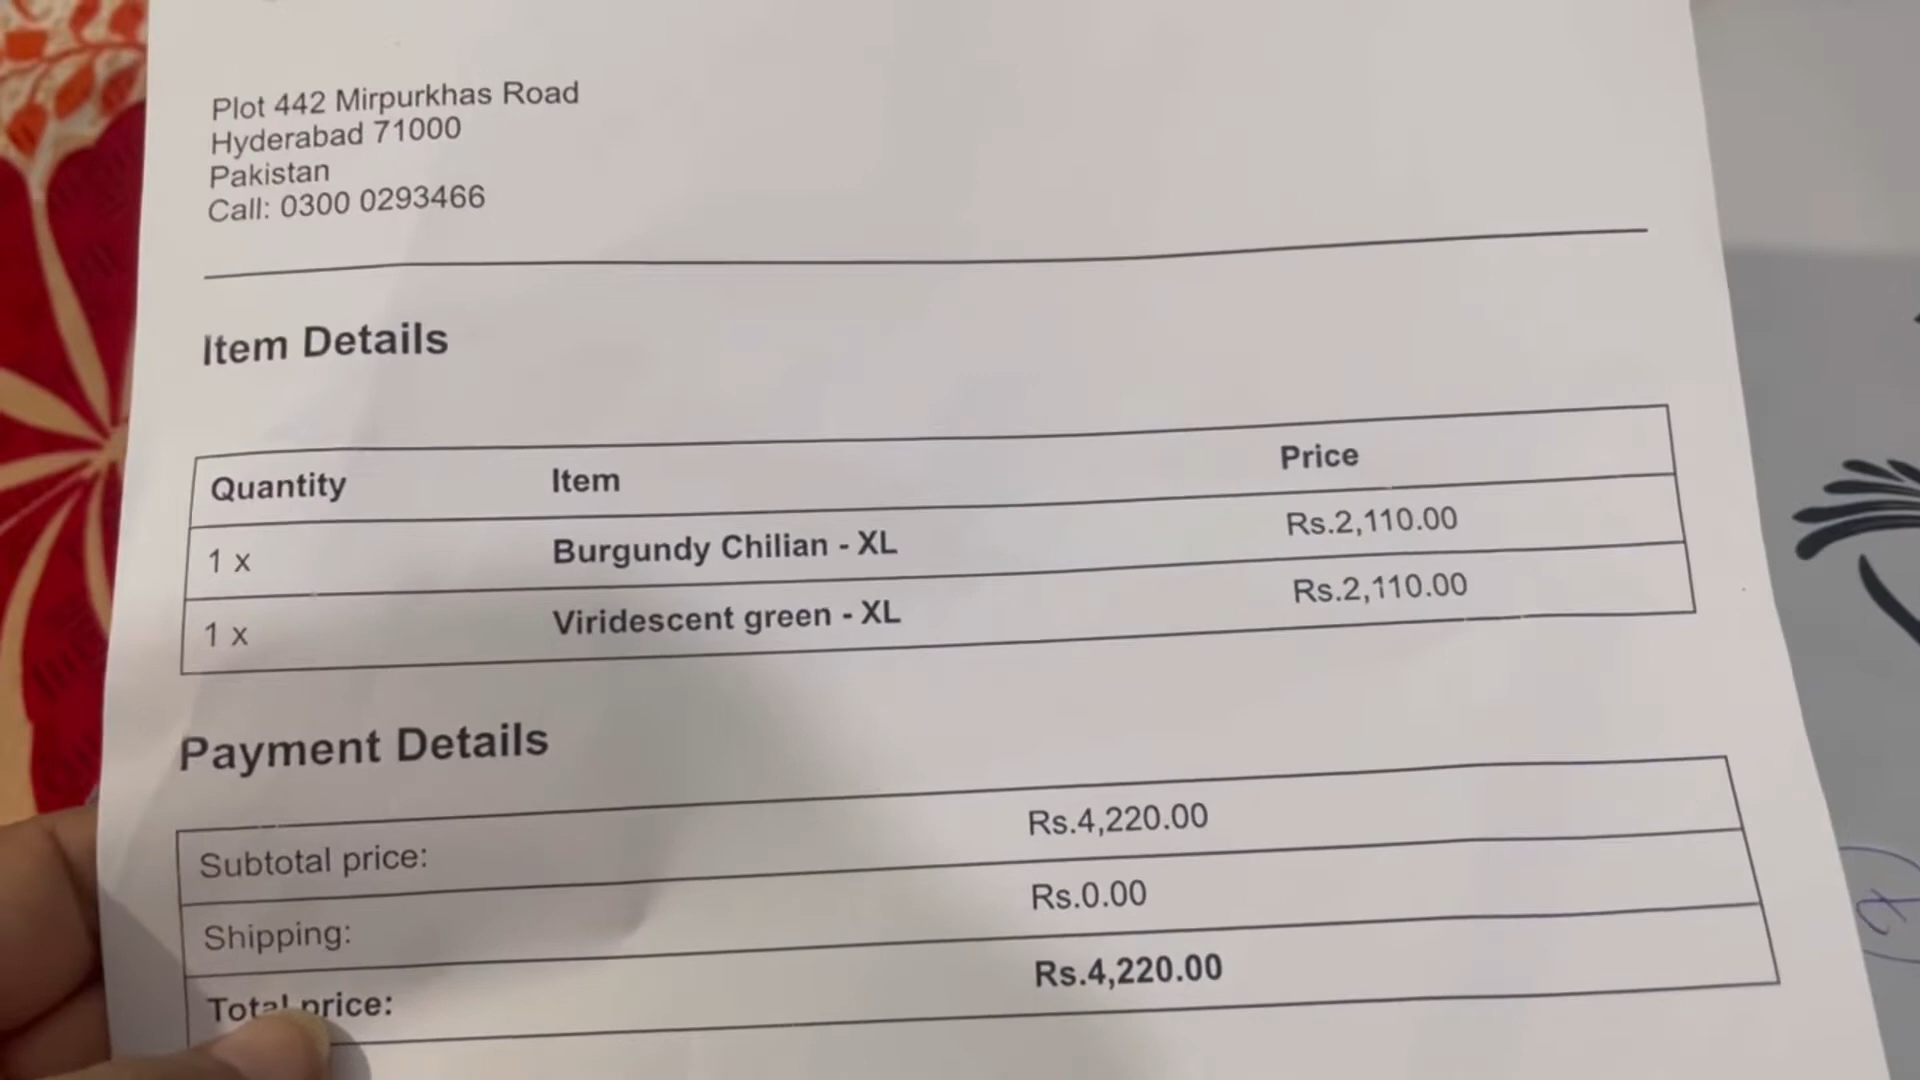 Plot 442 Mirpurkhas Road
Hyderabad 71000
Pakistan
Call: 0300 0293466
Item Details
Quantity Item Price
1 x Burgundy Chilian - XL Rs.2,110.00
1 x Viridescent green - XL Rs.2,110.00
Payment Details
Subtotal price: Rs.4,220.00
Shipping: Rs.0.00
Total price: Rs.4,220.00